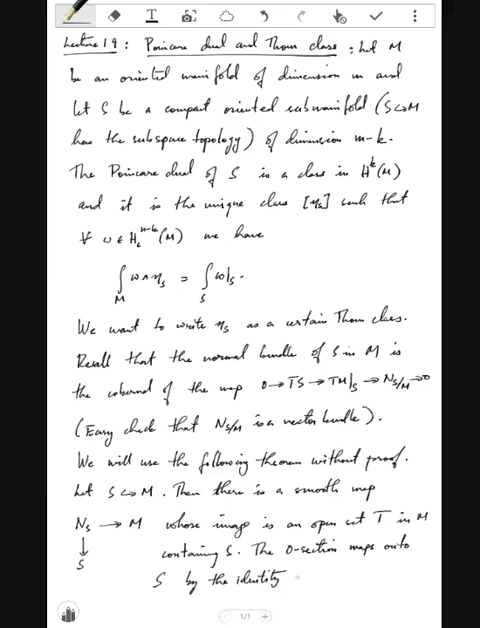 Lecture 19 : Poincare dual and Thom class : Let M
be an oriented manifold of dimension m and
let S be a compact oriented submanifold (S↪M
has the subspace topology) of dimension m-k.
The Poincare dual of S is a class in H^k(M)
and it is the unique class [η_S] such that
∀ ω ∈ H_c^{m-k}(M) we have
∫_M ω∧η_S = ∫_S ω|_S .
We want to write η_S as a certain Thom class.
Recall that the normal bundle of S in M is
the cokernel of the map 0→TS→TM|_S→N_{S/M}→0
(Easy check that N_{S/M} is a vector bundle).
We will use the following theorem without proof.
Let S↪M. Then there is a smooth map
N_S → M whose image is an open set T in M
↓ containing S. The 0-section maps onto
S S by the identity
1/1